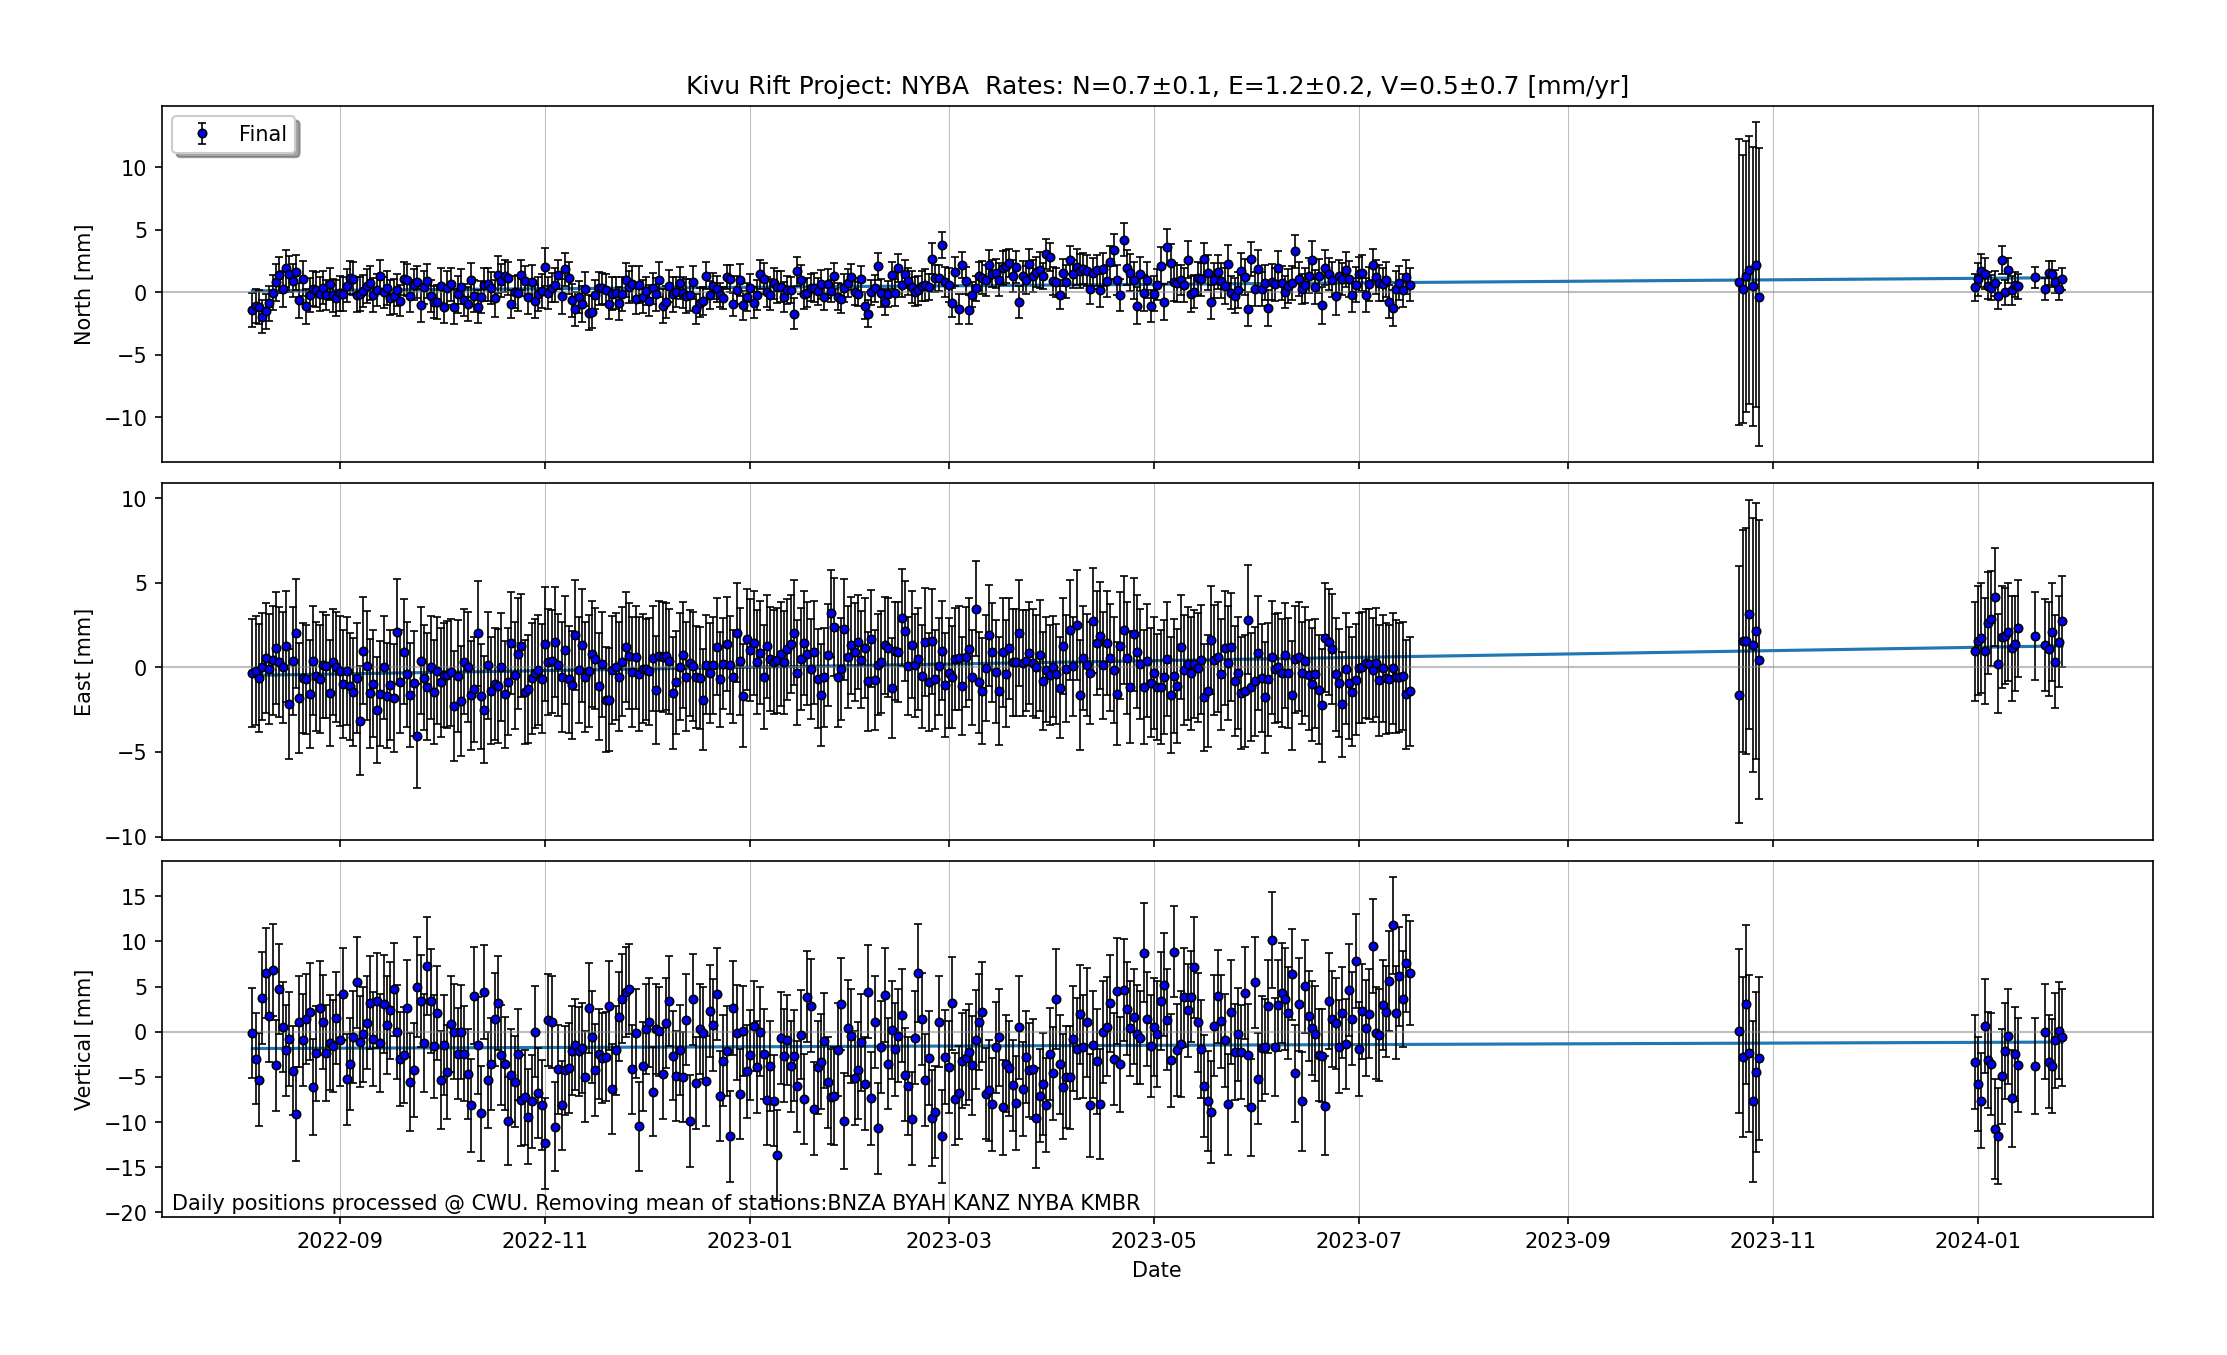 Kivu Rift Project: NYBA  Rates: N=0.7±0.1, E=1.2±0.2, V=0.5±0.7 [mm/yr]
Final
10
5
0
−5
−10
North [mm]
10
5
0
−5
−10
East [mm]
15
10
5
0
−5
−10
−15
−20
Vertical [mm]
Daily positions processed @ CWU. Removing mean of stations:BNZA BYAH KANZ NYBA KMBR
2022-09 2022-11 2023-01 2023-03 2023-05 2023-07 2023-09 2023-11 2024-01
Date